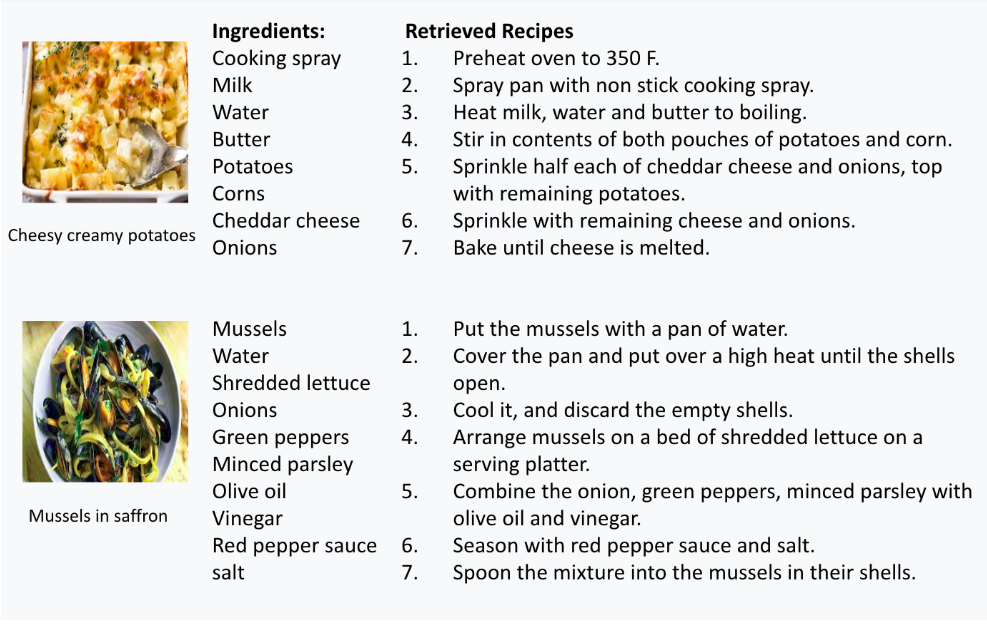 Ingredients:
Retrieved Recipes
Cooking spray
Milk
Water
Butter
Potatoes
Corns
Cheddar cheese
Onions
1. Preheat oven to 350 F.
2. Spray pan with non stick cooking spray.
3. Heat milk, water and butter to boiling.
4. Stir in contents of both pouches of potatoes and corn.
5. Sprinkle half each of cheddar cheese and onions, top
with remaining potatoes.
6. Sprinkle with remaining cheese and onions.
7. Bake until cheese is melted.
Cheesy creamy potatoes
Mussels
Water
Shredded lettuce
Onions
Green peppers
Minced parsley
Olive oil
Vinegar
Red pepper sauce
salt
1. Put the mussels with a pan of water.
2. Cover the pan and put over a high heat until the shells
open.
3. Cool it, and discard the empty shells.
4. Arrange mussels on a bed of shredded lettuce on a
serving platter.
5. Combine the onion, green peppers, minced parsley with
olive oil and vinegar.
6. Season with red pepper sauce and salt.
7. Spoon the mixture into the mussels in their shells.
Mussels in saffron